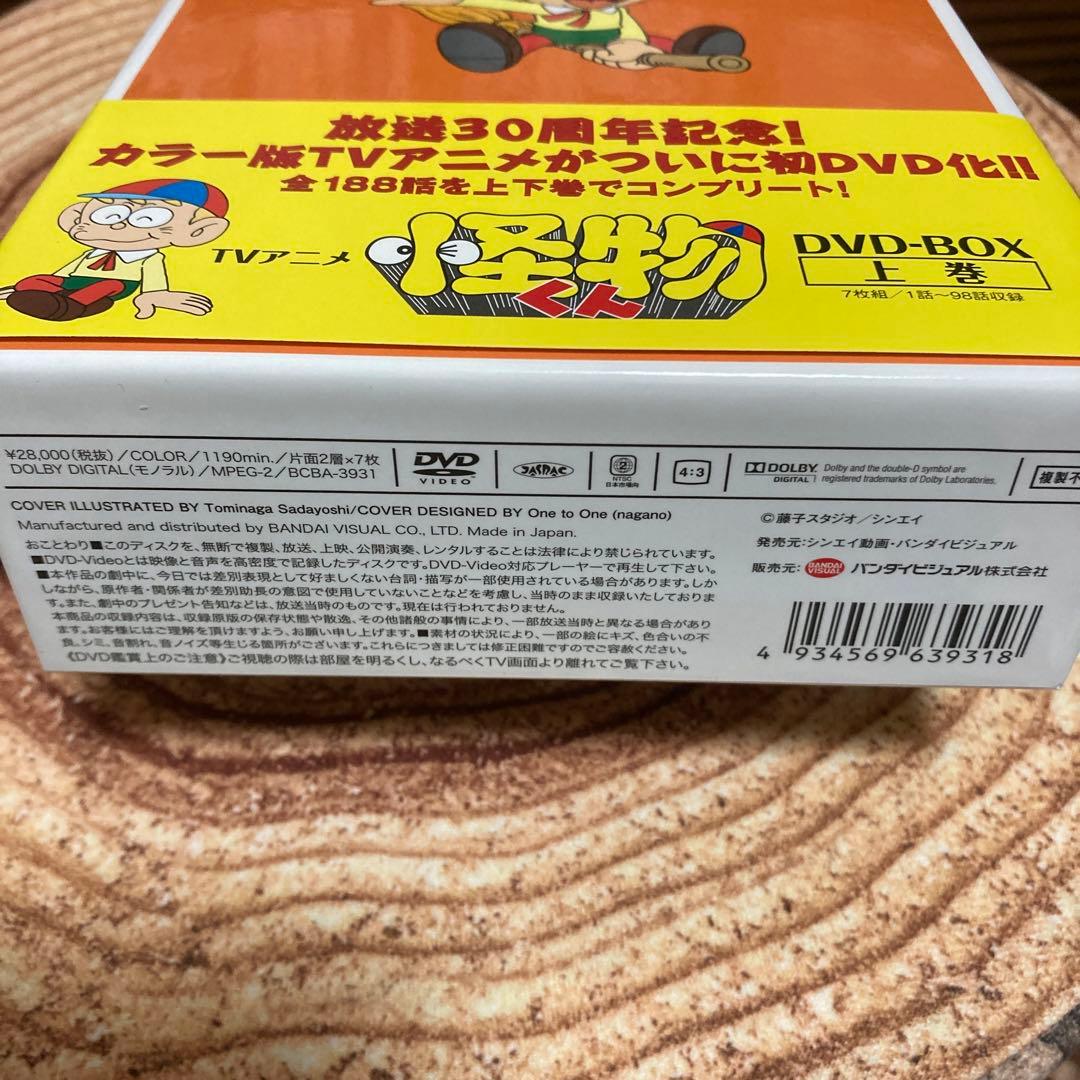 放送30周年記念!
カラー版TVアニメがついに初DVD化!!
全188話を上下巻でコンプリート!
TVアニメ
怪物くん
DVD-BOX
上巻
7枚組/1話〜98話収録
¥28,000(税抜)/COLOR/1190min./片面2層×7枚
DOLBY DIGITAL(モノラル)/MPEG-2/BCBA-3931
DVD
VIDEO
JASRAC
2
NTSC
日本市場向
4:3
DOLBY
DIGITAL
Dolby and the double-D symbol are
registered trademarks of Dolby Laboratories.
複製不
COVER ILLUSTRATED BY Tominaga Sadayoshi/COVER DESIGNED BY One to One (nagano)
Manufactured and distributed by BANDAI VISUAL CO., LTD. Made in Japan.
おことわり■このディスクを、無断で複製、放送、上映、公開演奏、レンタルすることは法律により禁じられています。
■DVD-Videoとは映像と音声を高密度で記録したディスクです。DVD-Video対応プレーヤーで再生して下さい。
■本作品の劇中に、今日では差別表現として好ましくない台詞・描写が一部使用されている場合があります。しか
しながら、原作者・関係者が差別助長の意図で使用していないことなどを考慮し、当時のまま収録いたしておりま
す。また、劇中のプレゼント告知などは、放送当時のものです。現在は行われておりません。
本商品の収録内容は、収録原版の保存状態や散逸、その他諸般の事情により、一部放送当時と異なる場合があり
ます。お客様にはご理解を頂けますよう、お願い申し上げます。■素材の状況により、一部の絵にキズ、色合いの不
良、シミ、音割れ、音ノイズ等生じる箇所がございます。これらにつきましては修正困難ですのでご容赦ください。
《DVD鑑賞上のご注意》ご視聴の際は部屋を明るくし、なるべくTV画面より離れてご覧下さい。
©藤子スタジオ/シンエイ
発売元:シンエイ動画・バンダイビジュアル
販売元:
BANDAI VISUAL
バンダイビジュアル株式会社
4 934569 639318